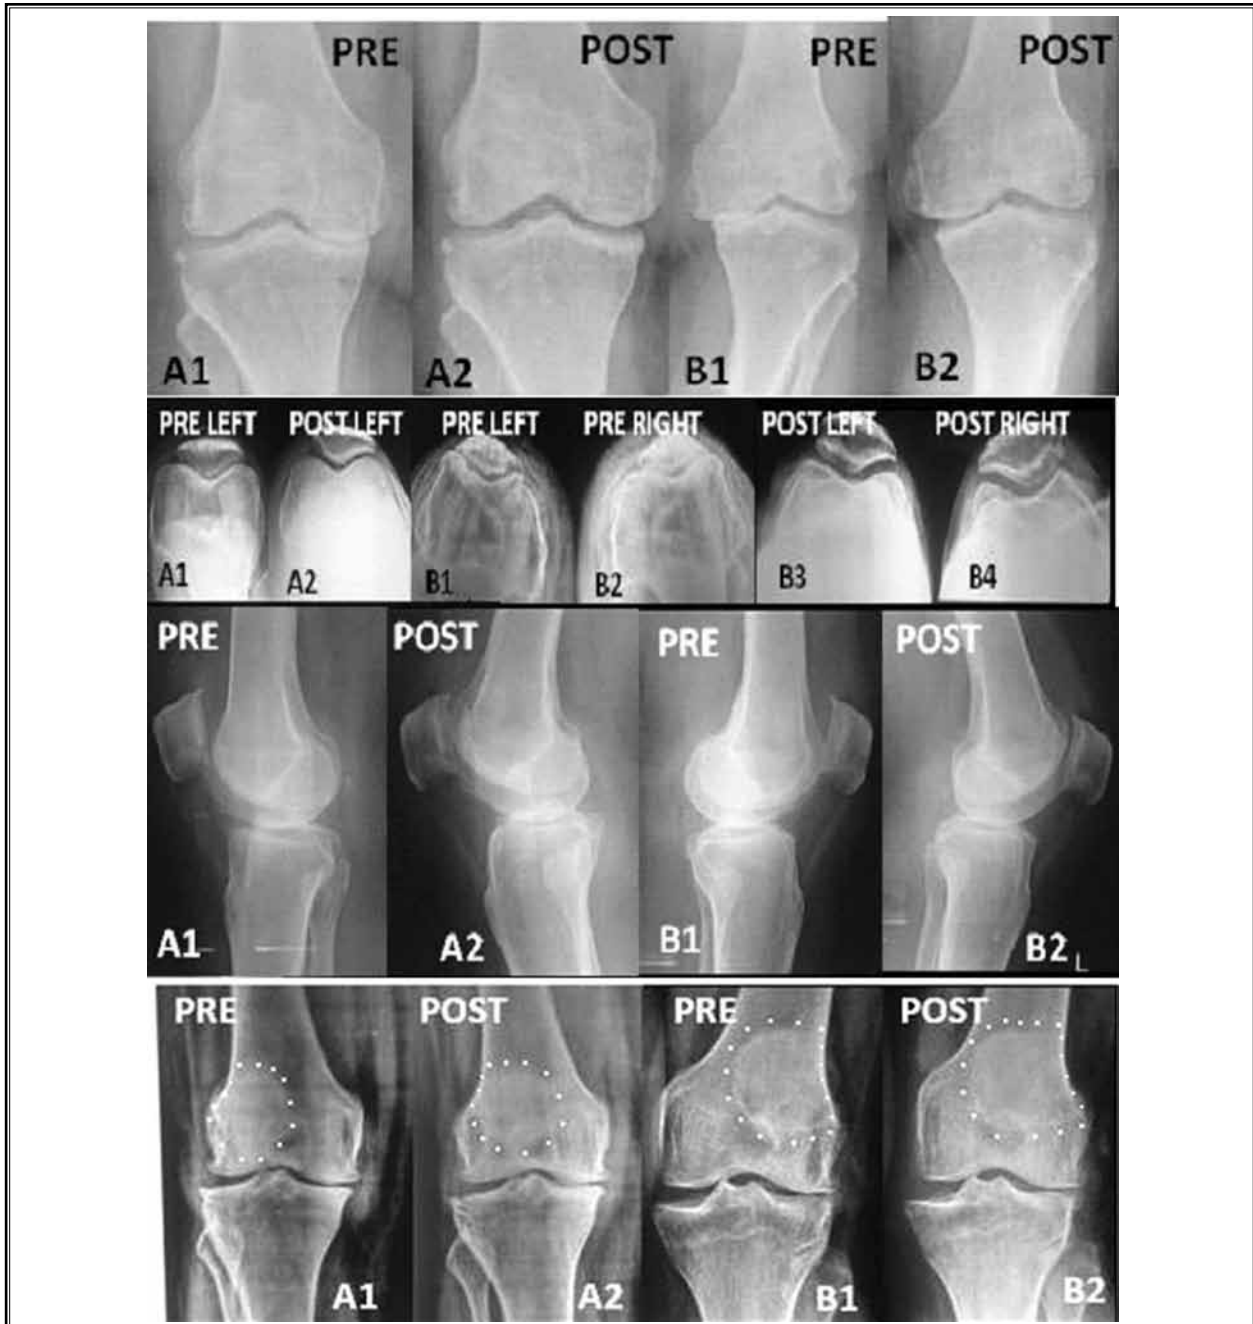 PRE POST PRE POST
A1 A2 B1 B2
PRE LEFT POST LEFT PRE LEFT PRE RIGHT POST LEFT POST RIGHT
A1 A2 B1 B2 B3 B4
PRE POST PRE POST
A1 A2 B1 B2 L
PRE POST PRE POST
A1 A2 B1 B2